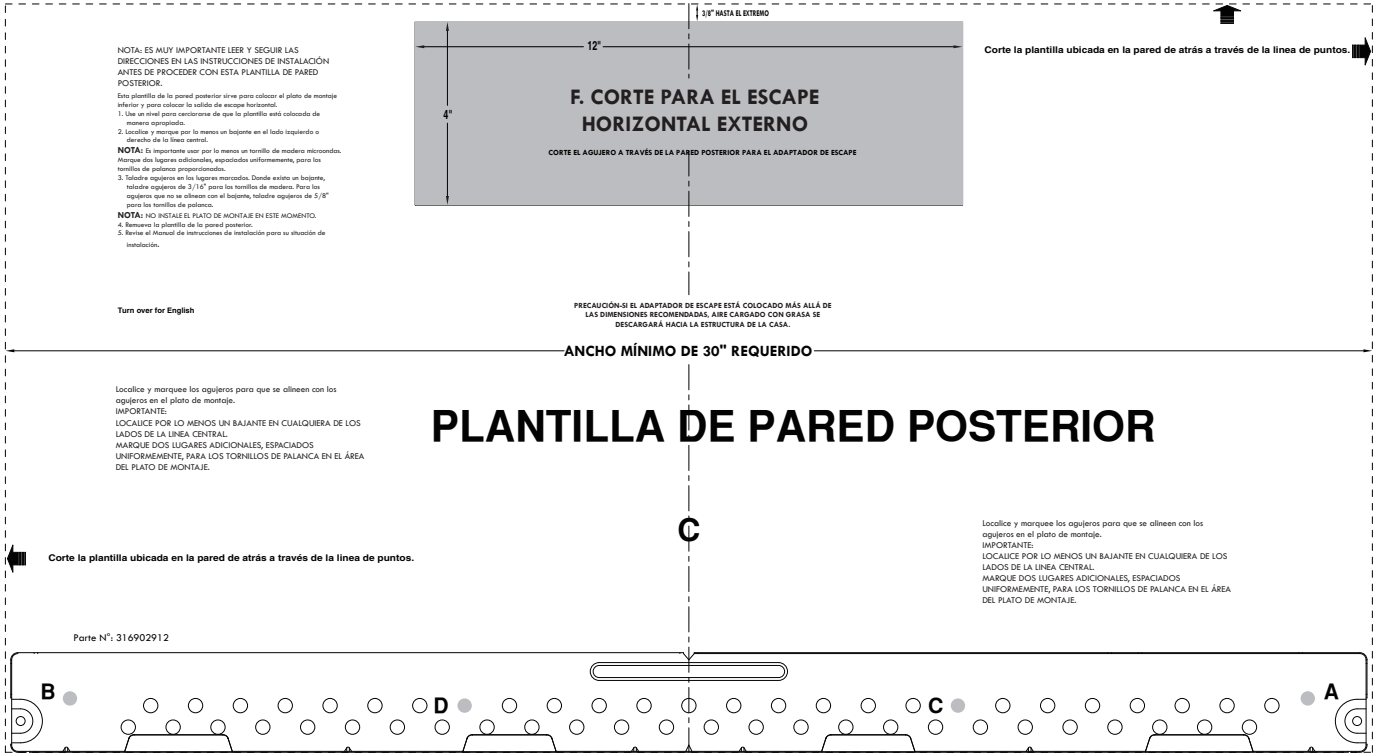 3/8" HASTA EL EXTREMO
NOTA: ES MUY IMPORTANTE LEER Y SEGUIR LAS
DIRECCIONES EN LAS INSTRUCCIONES DE INSTALACIÓN
ANTES DE PROCEDER CON ESTA PLANTILLA DE PARED
POSTERIOR.
Esta plantilla de la pared posterior sirve para colocar el plato de montaje
inferior y para colocar la salida de escape horizontal.
1. Use un nivel para cerciorarse de que la plantilla está colocada de
manera apropiada.
2. Localice y marque por lo menos un bajante en el lado izquierdo o
derecho de la línea central.
NOTA: Es importante usar por lo menos un tornillo de madera microondas.
Marque dos lugares adicionales, espaciados uniformemente, para los
tornillos de palanca proporcionados.
3. Taladre agujeros en los lugares marcados. Donde exista un bajante,
taladre agujeros de 3/16" para los tornillos de madera. Para los
agujeros que no se alinean con el bajante, taladre agujeros de 5/8"
para los tornillos de palanca.
NOTA: NO INSTALE EL PLATO DE MONTAJE EN ESTE MOMENTO.
4. Remueva la plantilla de la pared posterior.
5. Revise el Manual de instrucciones de instalación para su situación de
instalación.
Turn over for English
12"
4"
F. CORTE PARA EL ESCAPE
HORIZONTAL EXTERNO
CORTE EL AGUJERO A TRAVÉS DE LA PARED POSTERIOR PARA EL ADAPTADOR DE ESCAPE
Corte la plantilla ubicada en la pared de atrás a través de la linea de puntos.
PRECAUCIÓN-SI EL ADAPTADOR DE ESCAPE ESTÁ COLOCADO MÁS ALLÁ DE
LAS DIMENSIONES RECOMENDADAS, AIRE CARGADO CON GRASA SE
DESCARGARÁ HACIA LA ESTRUCTURA DE LA CASA.
ANCHO MÍNIMO DE 30" REQUERIDO
Localice y marquee los agujeros para que se alineen con los
agujeros en el plato de montaje.
IMPORTANTE:
LOCALICE POR LO MENOS UN BAJANTE EN CUALQUIERA DE LOS
LADOS DE LA LINEA CENTRAL.
MARQUE DOS LUGARES ADICIONALES, ESPACIADOS
UNIFORMEMENTE, PARA LOS TORNILLOS DE PALANCA EN EL ÁREA
DEL PLATO DE MONTAJE.
PLANTILLA DE PARED POSTERIOR
C
Corte la plantilla ubicada en la pared de atrás a través de la linea de puntos.
Localice y marquee los agujeros para que se alineen con los
agujeros en el plato de montaje.
IMPORTANTE:
LOCALICE POR LO MENOS UN BAJANTE EN CUALQUIERA DE LOS
LADOS DE LA LINEA CENTRAL.
MARQUE DOS LUGARES ADICIONALES, ESPACIADOS
UNIFORMEMENTE, PARA LOS TORNILLOS DE PALANCA EN EL ÁREA
DEL PLATO DE MONTAJE.
Parte N°: 316902912
B
D
C
A